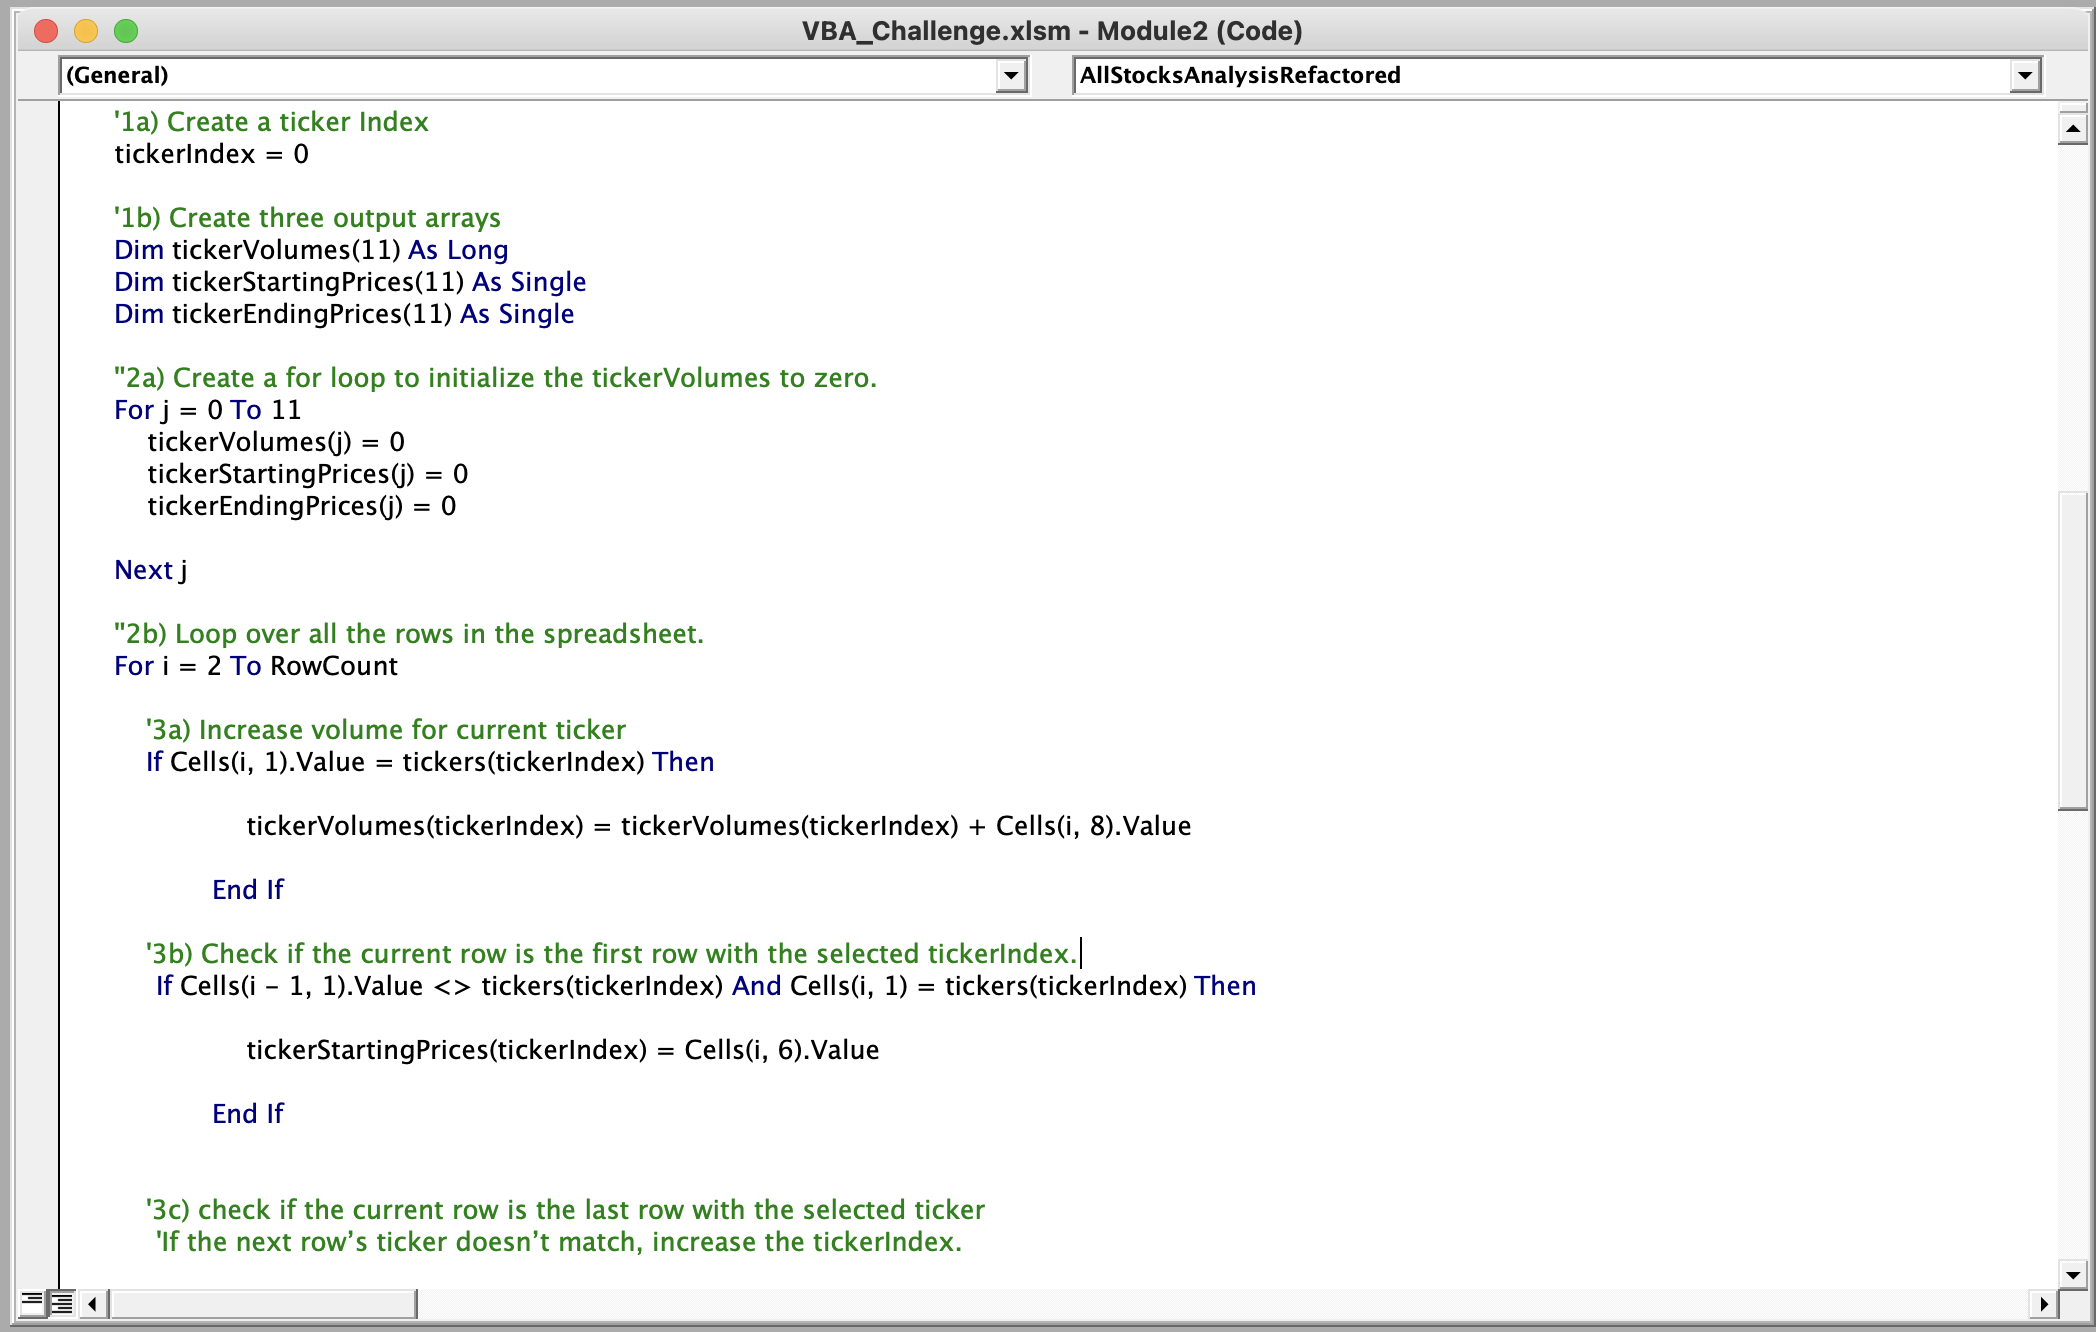 VBA_Challenge.xlsm - Module2 (Code)
(General)
AllStocksAnalysisRefactored
'1a) Create a ticker Index
tickerIndex = 0
'1b) Create three output arrays
Dim tickerVolumes(11) As Long
Dim tickerStartingPrices(11) As Single
Dim tickerEndingPrices(11) As Single
''2a) Create a for loop to initialize the tickerVolumes to zero.
For j = 0 To 11
tickerVolumes(j) = 0
tickerStartingPrices(j) = 0
tickerEndingPrices(j) = 0
Next j
''2b) Loop over all the rows in the spreadsheet.
For i = 2 To RowCount
'3a) Increase volume for current ticker
If Cells(i, 1).Value = tickers(tickerIndex) Then
tickerVolumes(tickerIndex) = tickerVolumes(tickerIndex) + Cells(i, 8).Value
End If
'3b) Check if the current row is the first row with the selected tickerIndex.
If Cells(i - 1, 1).Value <> tickers(tickerIndex) And Cells(i, 1) = tickers(tickerIndex) Then
tickerStartingPrices(tickerIndex) = Cells(i, 6).Value
End If
'3c) check if the current row is the last row with the selected ticker
'If the next row’s ticker doesn’t match, increase the tickerIndex.